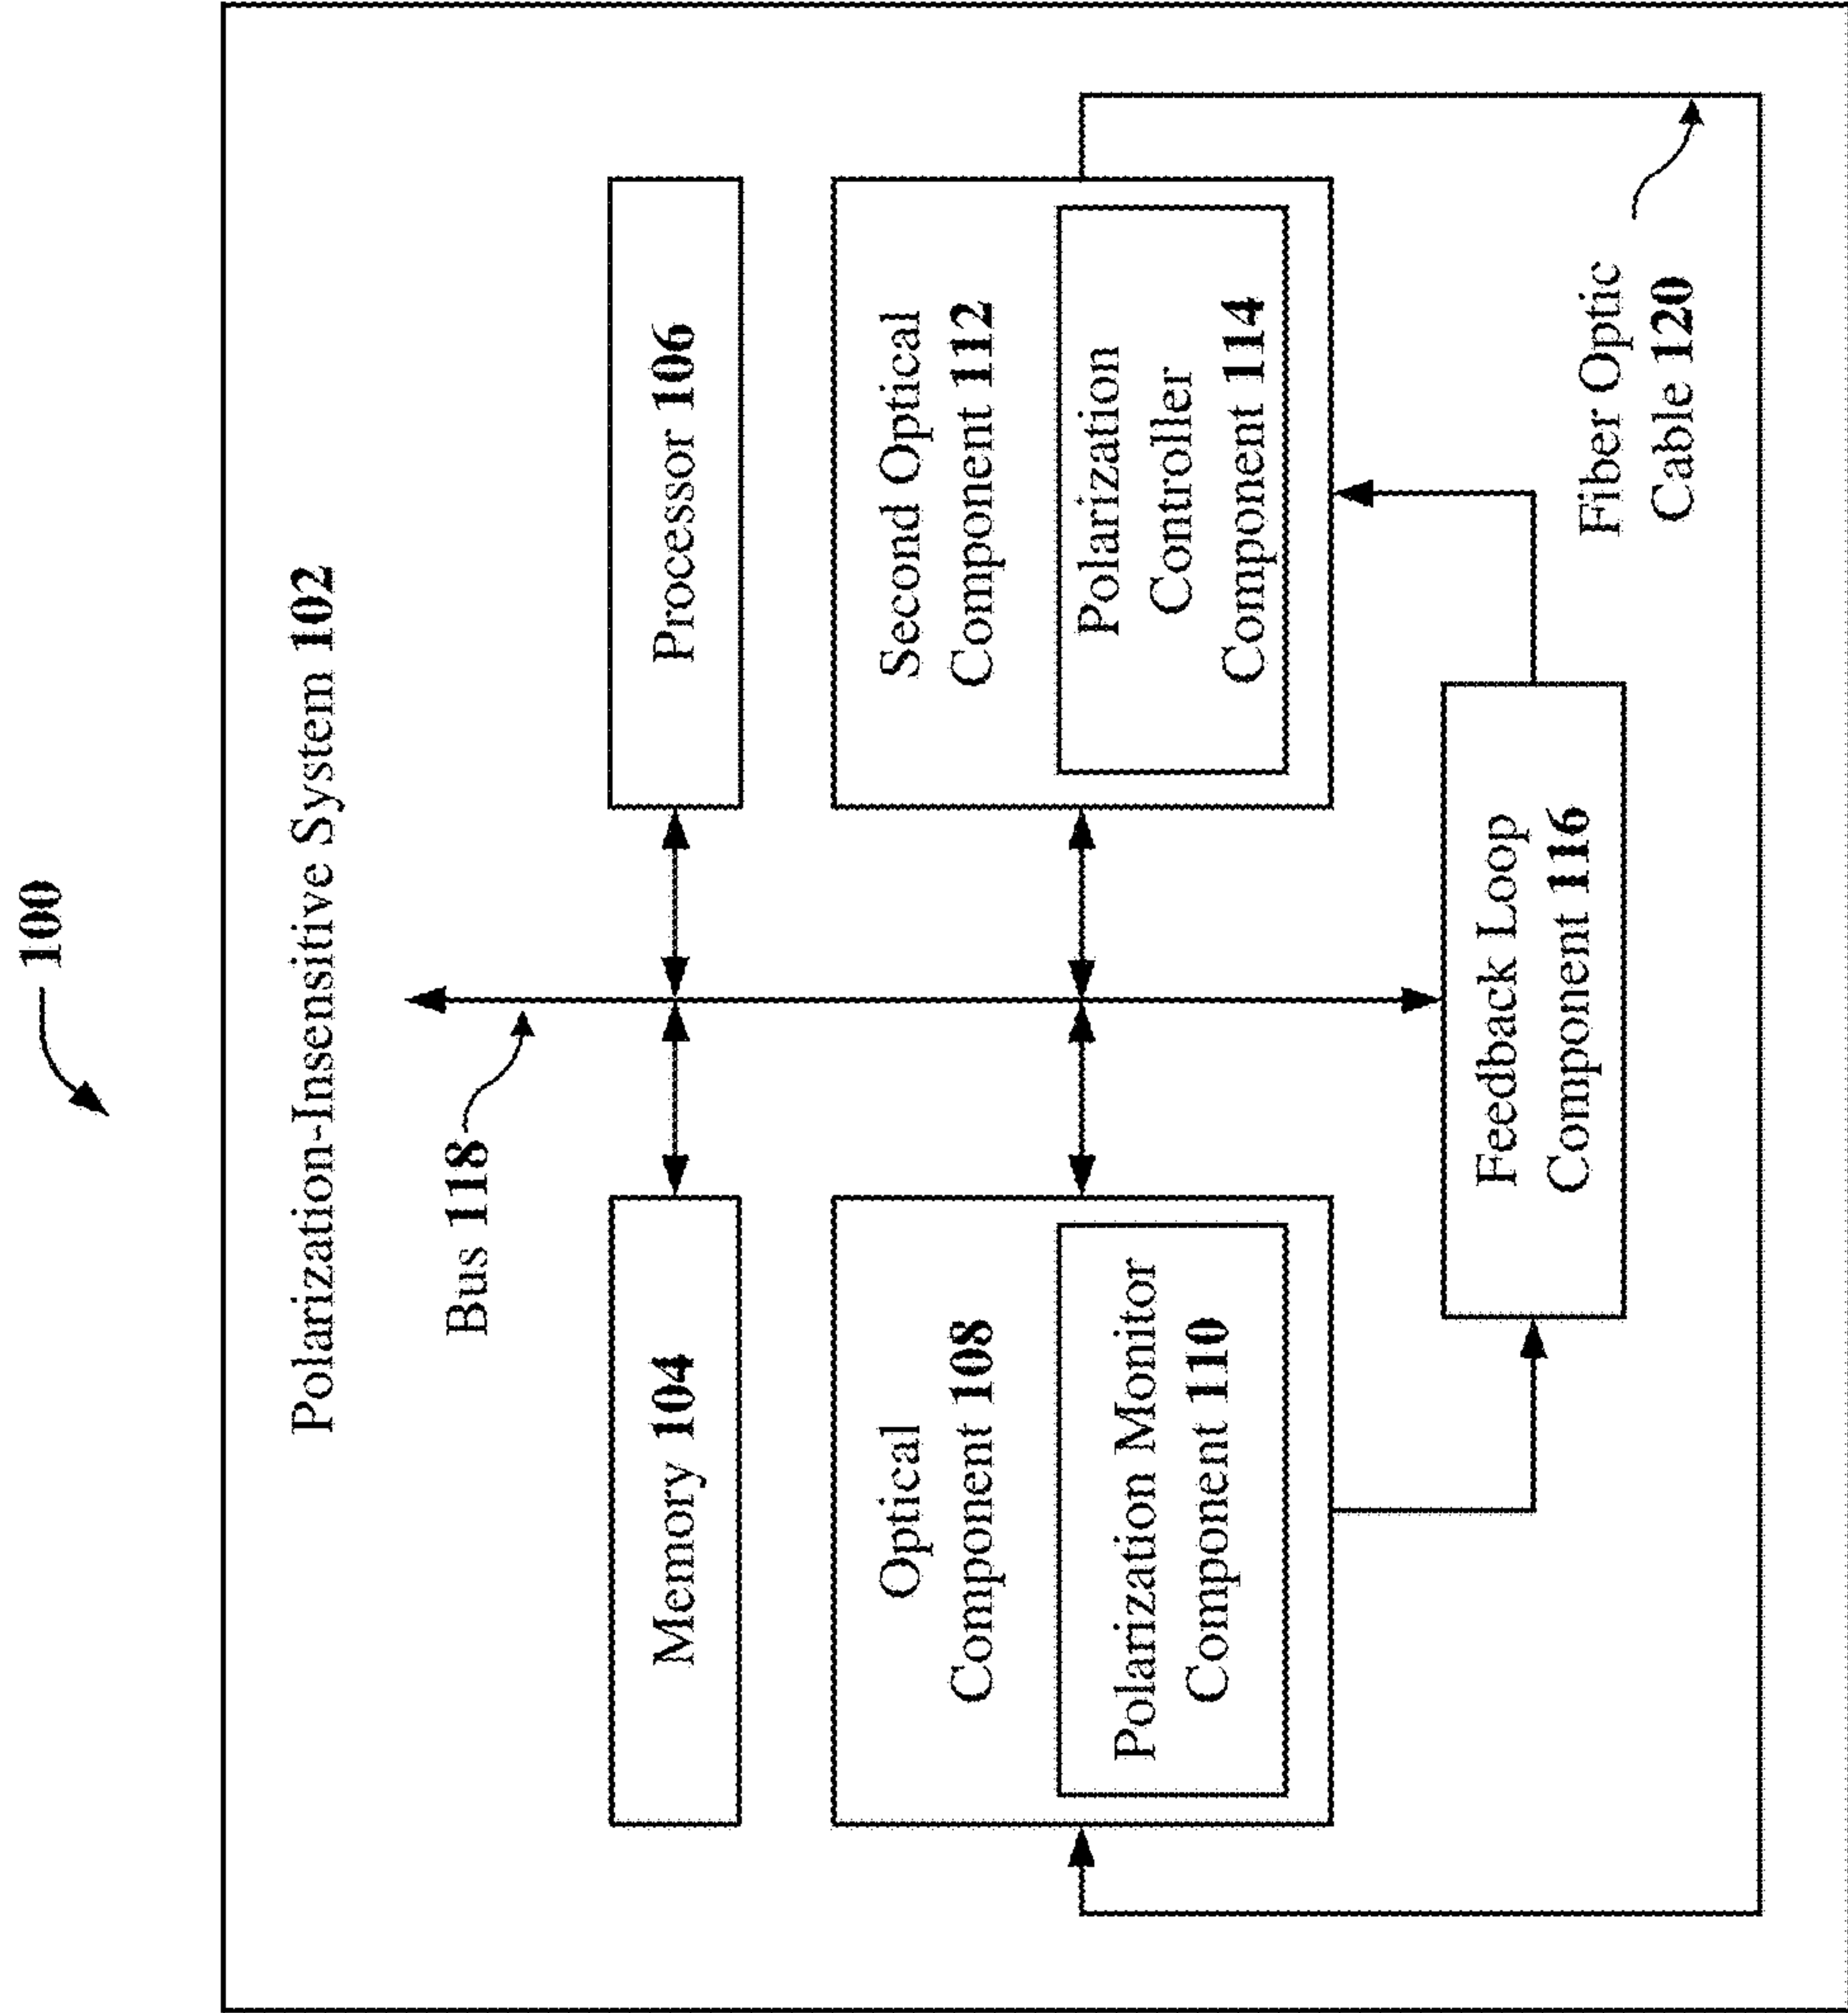 100
Polarization-Insensitive System 102
Bus 118
Memory 104
Processor 106
Optical
Component 108
Polarization Monitor
Component 110
Second Optical
Component 112
Polarization
Controller
Component 114
Feedback Loop
Component 116
Fiber Optic
Cable 120